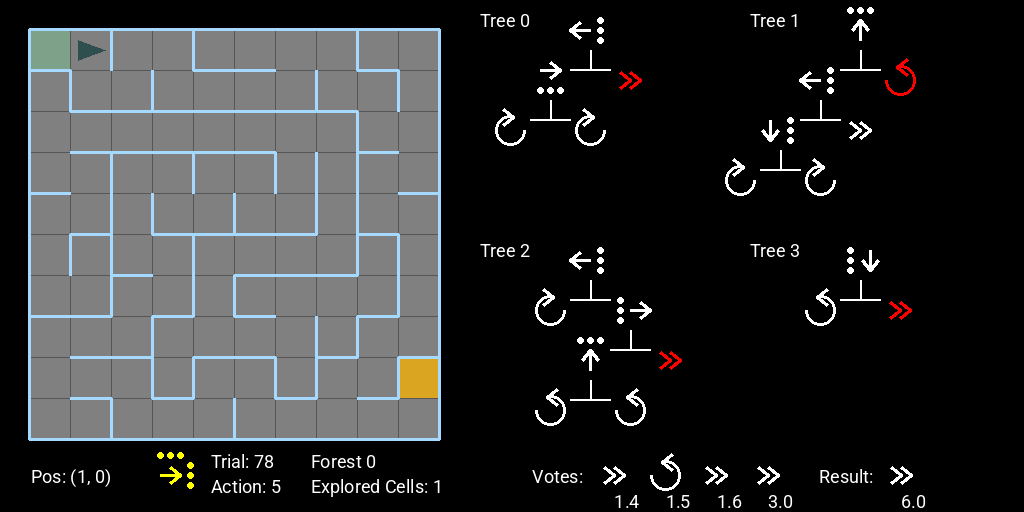 Tree 0
Tree 1
Tree 2
Tree 3
Pos: (1, 0)
Trial: 78
Forest 0
Action: 5
Explored Cells: 1
Votes:
1.4
1.5
1.6
3.0
Result:
6.0